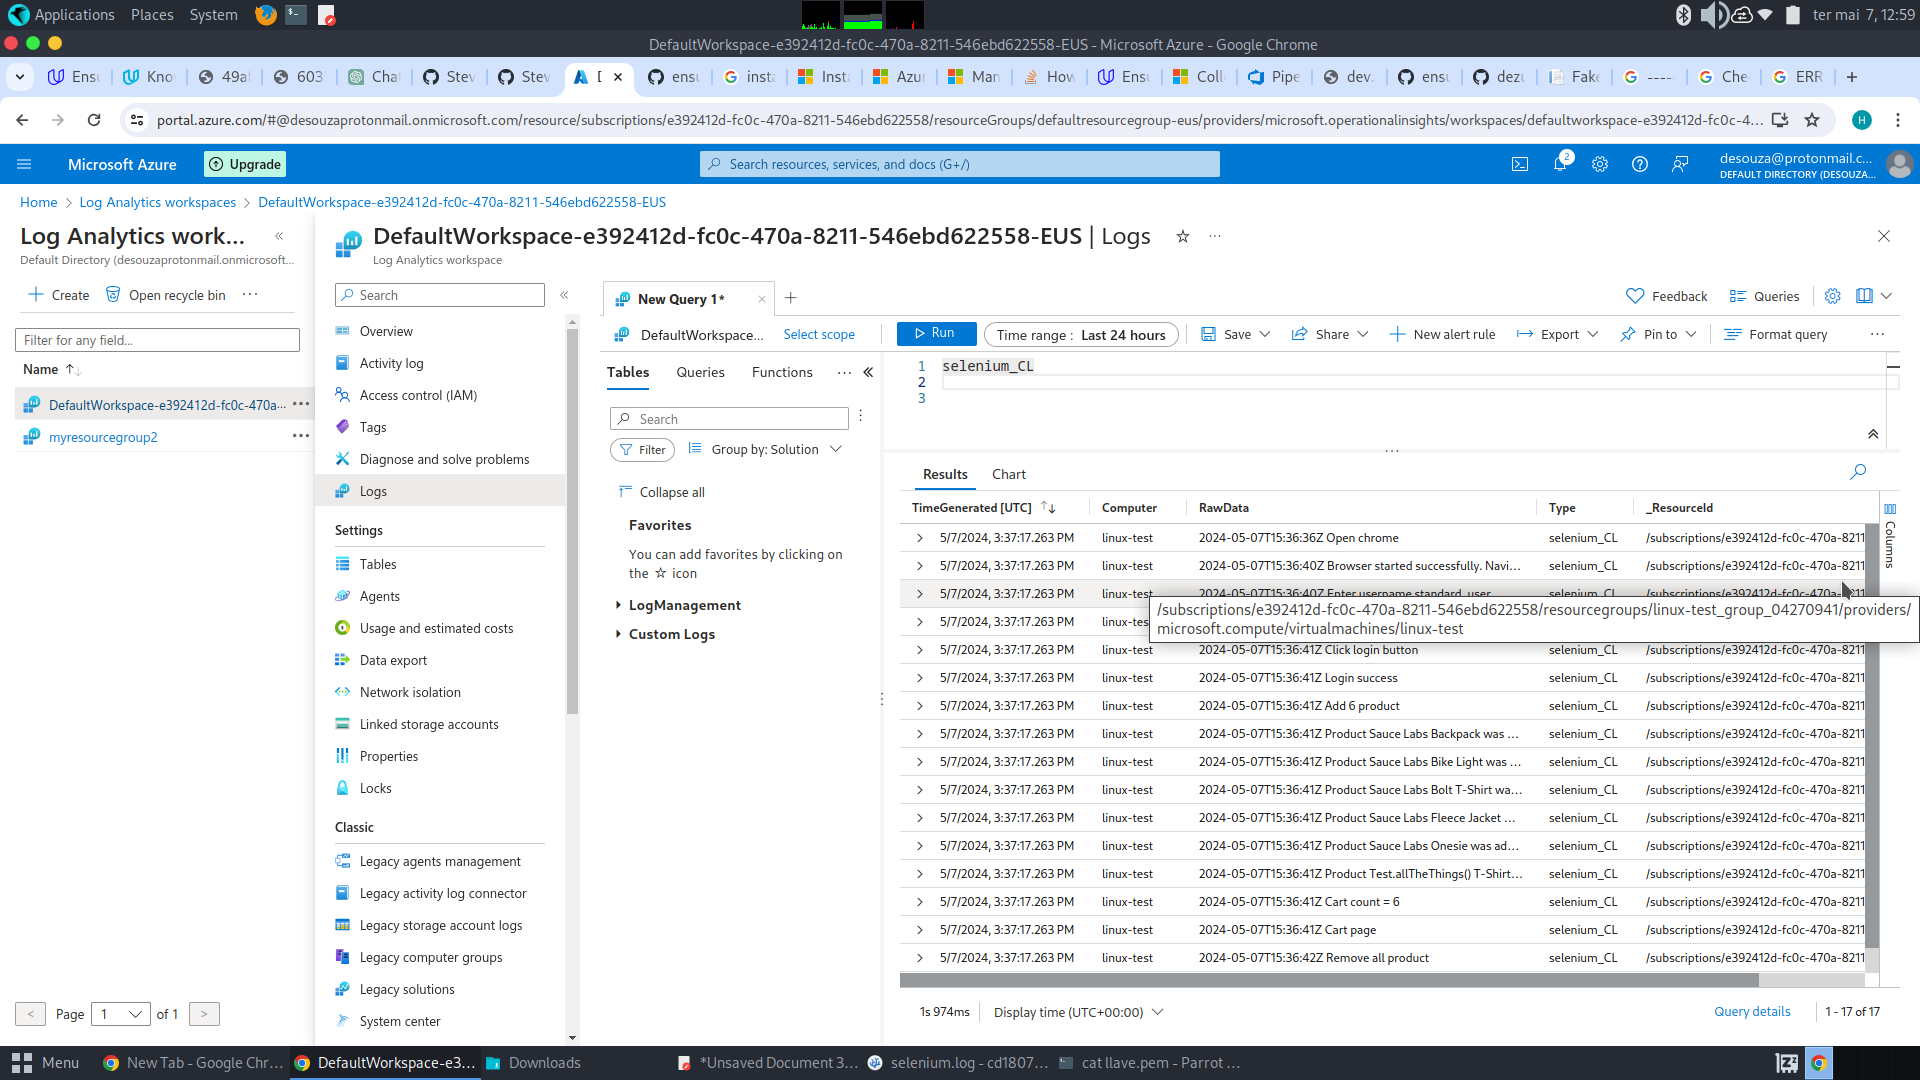 Applications Places System
ter mai 7, 12:59
DefaultWorkspace-e392412d-fc0c-470a-8211-546ebd622558-EUS - Microsoft Azure - Google Chrome
Ensu Kno 49af 603 Cha Stev Stev D ensu insta Insta Azur Man How Ensu Coll Pipe dev. ensu dezu Fake ---- Che ERR
portal.azure.com/#@desouzaprotonmail.onmicrosoft.com/resource/subscriptions/e392412d-fc0c-470a-8211-546ebd622558/resourceGroups/defaultresourcegroup-eus/providers/microsoft.operationalinsights/workspaces/defaultworkspace-e392412d-fc0c-4...
H
Microsoft Azure
Upgrade
Search resources, services, and docs (G+/)
2
desouza@protonmail.c...
DEFAULT DIRECTORY (DESOUZA...
Home > Log Analytics workspaces > DefaultWorkspace-e392412d-fc0c-470a-8211-546ebd622558-EUS
Log Analytics work...
Default Directory (desouzaprotonmail.onmicrosoft...
Create Open recycle bin ...
Filter for any field...
Name
DefaultWorkspace-e392412d-fc0c-470a...
myresourcegroup2
< Page 1 of 1 >
DefaultWorkspace-e392412d-fc0c-470a-8211-546ebd622558-EUS | Logs
Log Analytics workspace
Search
Overview
Activity log
Access control (IAM)
Tags
Diagnose and solve problems
Logs
Settings
Tables
Agents
Usage and estimated costs
Data export
Network isolation
Linked storage accounts
Properties
Locks
Classic
Legacy agents management
Legacy activity log connector
Legacy storage account logs
Legacy computer groups
Legacy solutions
System center
New Query 1*
Feedback Queries
DefaultWorkspace... Select scope
Run Time range : Last 24 hours Save Share New alert rule Export Pin to Format query
Tables Queries Functions ...
Search
Filter Group by: Solution
Collapse all
Favorites
You can add favorites by clicking on
the ☆ icon
LogManagement
Custom Logs
1 selenium_CL
2
3
Results Chart
TimeGenerated [UTC] Computer RawData Type _ResourceId
Columns
5/7/2024, 3:37:17.263 PM linux-test 2024-05-07T15:36:36Z Open chrome selenium_CL /subscriptions/e392412d-fc0c-470a-8211
5/7/2024, 3:37:17.263 PM linux-test 2024-05-07T15:36:40Z Browser started successfully. Navi... selenium_CL /subscriptions/e392412d-fc0c-470a-8211
5/7/2024, 3:37:17.263 PM linux-test 2024-05-07T15:36:40Z Enter username standard_user selenium_CL /subscriptions/e392412d-fc0c-470a-8211
/subscriptions/e392412d-fc0c-470a-8211-546ebd622558/resourcegroups/linux-test_group_04270941/providers/
microsoft.compute/virtualmachines/linux-test
5/7/2024, 3:37:17.263 PM linux-tes
5/7/2024, 3:37:17.263 PM linux-test 2024-05-07T15:36:41Z Click login button selenium_CL /subscriptions/e392412d-fc0c-470a-8211
5/7/2024, 3:37:17.263 PM linux-test 2024-05-07T15:36:41Z Login success selenium_CL /subscriptions/e392412d-fc0c-470a-8211
5/7/2024, 3:37:17.263 PM linux-test 2024-05-07T15:36:41Z Add 6 product selenium_CL /subscriptions/e392412d-fc0c-470a-8211
5/7/2024, 3:37:17.263 PM linux-test 2024-05-07T15:36:41Z Product Sauce Labs Backpack was ... selenium_CL /subscriptions/e392412d-fc0c-470a-8211
5/7/2024, 3:37:17.263 PM linux-test 2024-05-07T15:36:41Z Product Sauce Labs Bike Light was ... selenium_CL /subscriptions/e392412d-fc0c-470a-8211
5/7/2024, 3:37:17.263 PM linux-test 2024-05-07T15:36:41Z Product Sauce Labs Bolt T-Shirt wa... selenium_CL /subscriptions/e392412d-fc0c-470a-8211
5/7/2024, 3:37:17.263 PM linux-test 2024-05-07T15:36:41Z Product Sauce Labs Fleece Jacket ... selenium_CL /subscriptions/e392412d-fc0c-470a-8211
5/7/2024, 3:37:17.263 PM linux-test 2024-05-07T15:36:41Z Product Sauce Labs Onesie was ad... selenium_CL /subscriptions/e392412d-fc0c-470a-8211
5/7/2024, 3:37:17.263 PM linux-test 2024-05-07T15:36:41Z Product Test.allTheThings() T-Shirt... selenium_CL /subscriptions/e392412d-fc0c-470a-8211
5/7/2024, 3:37:17.263 PM linux-test 2024-05-07T15:36:41Z Cart count = 6 selenium_CL /subscriptions/e392412d-fc0c-470a-8211
5/7/2024, 3:37:17.263 PM linux-test 2024-05-07T15:36:41Z Cart page selenium_CL /subscriptions/e392412d-fc0c-470a-8211
5/7/2024, 3:37:17.263 PM linux-test 2024-05-07T15:36:42Z Remove all product selenium_CL /subscriptions/e392412d-fc0c-470a-8211
1s 974ms Display time (UTC+00:00) Query details 1 - 17 of 17
Menu New Tab - Google Chr... DefaultWorkspace-e3... Downloads *Unsaved Document 3... selenium.log - cd1807... cat llave.pem - Parrot ...